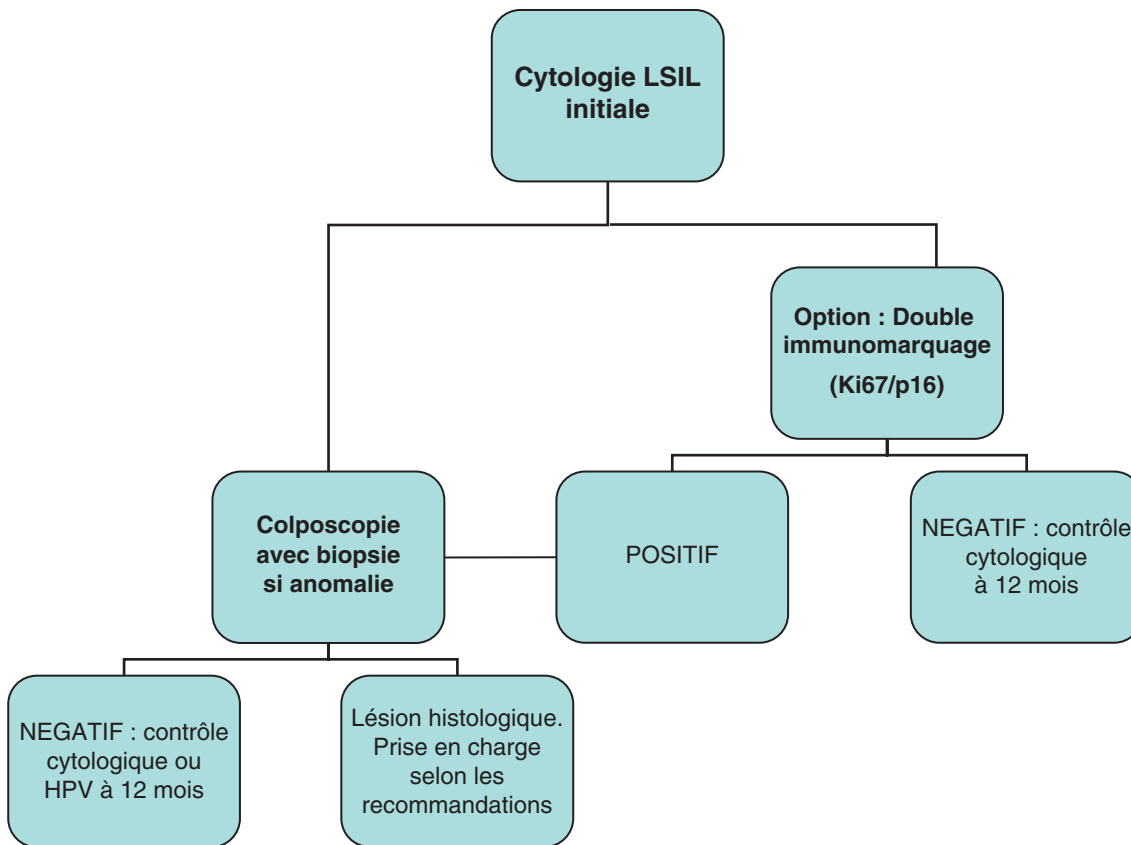 Cytologie LSIL
initiale
Option : Double
immunomarquage
(Ki67/p16)
Colposcopie
avec biopsie
si anomalie
POSITIF
NEGATIF : contrôle
cytologique
à 12 mois
NEGATIF : contrôle
cytologique ou
HPV à 12 mois
Lésion histologique.
Prise en charge
selon les
recommandations